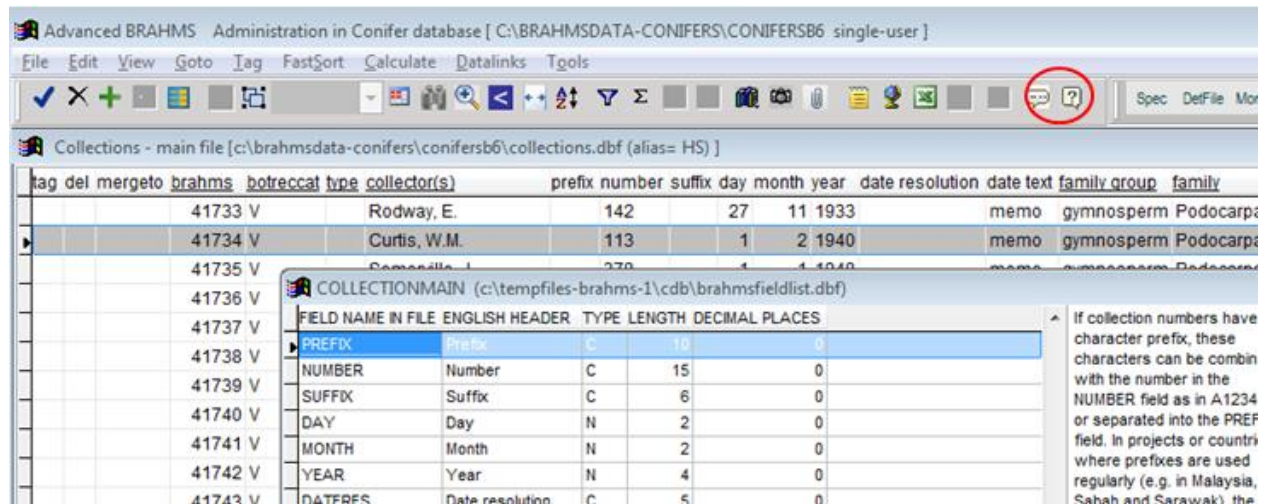 Advanced BRAHMS Administration in Conifer database [ C:\BRAHMSDATA-CONIFERS\CONIFERSB6 single-user ]
File Edit View Goto Tag FastSort Calculate Datalinks Tools
Spec DetFile Mor
Collections - main file [c:\brahmsdata-conifers\conifersb6\collections.dbf (alias= HS) ]
tag del mergeto brahms botreccat type collector(s) prefix number suffix day month year date resolution date text family group family
41733 V Rodway, E. 142 27 11 1933 memo gymnosperm Podocarpa
41734 V Curtis, W.M. 113 1 2 1940 memo gymnosperm Podocarpa
41735 V
41736 V
41737 V
41738 V
41739 V
41740 V
41741 V
41742 V
41743 V
COLLECTIONMAIN (c:\tempfiles-brahms-1\cdb\brahmsfieldlist.dbf)
FIELD NAME IN FILE ENGLISH HEADER TYPE LENGTH DECIMAL PLACES
PREFIX Prefix C 10 0
NUMBER Number C 15 0
SUFFIX Suffix C 6 0
DAY Day N 2 0
MONTH Month N 2 0
YEAR Year N 4 0
DATERES Date resolution C 5 0
If collection numbers have
character prefix, these
characters can be combin
with the number in the
NUMBER field as in A1234
or separated into the PREF
field. In projects or countri
where prefixes are used
regularly (e.g. in Malaysia,
Sabah and Sarawak), the